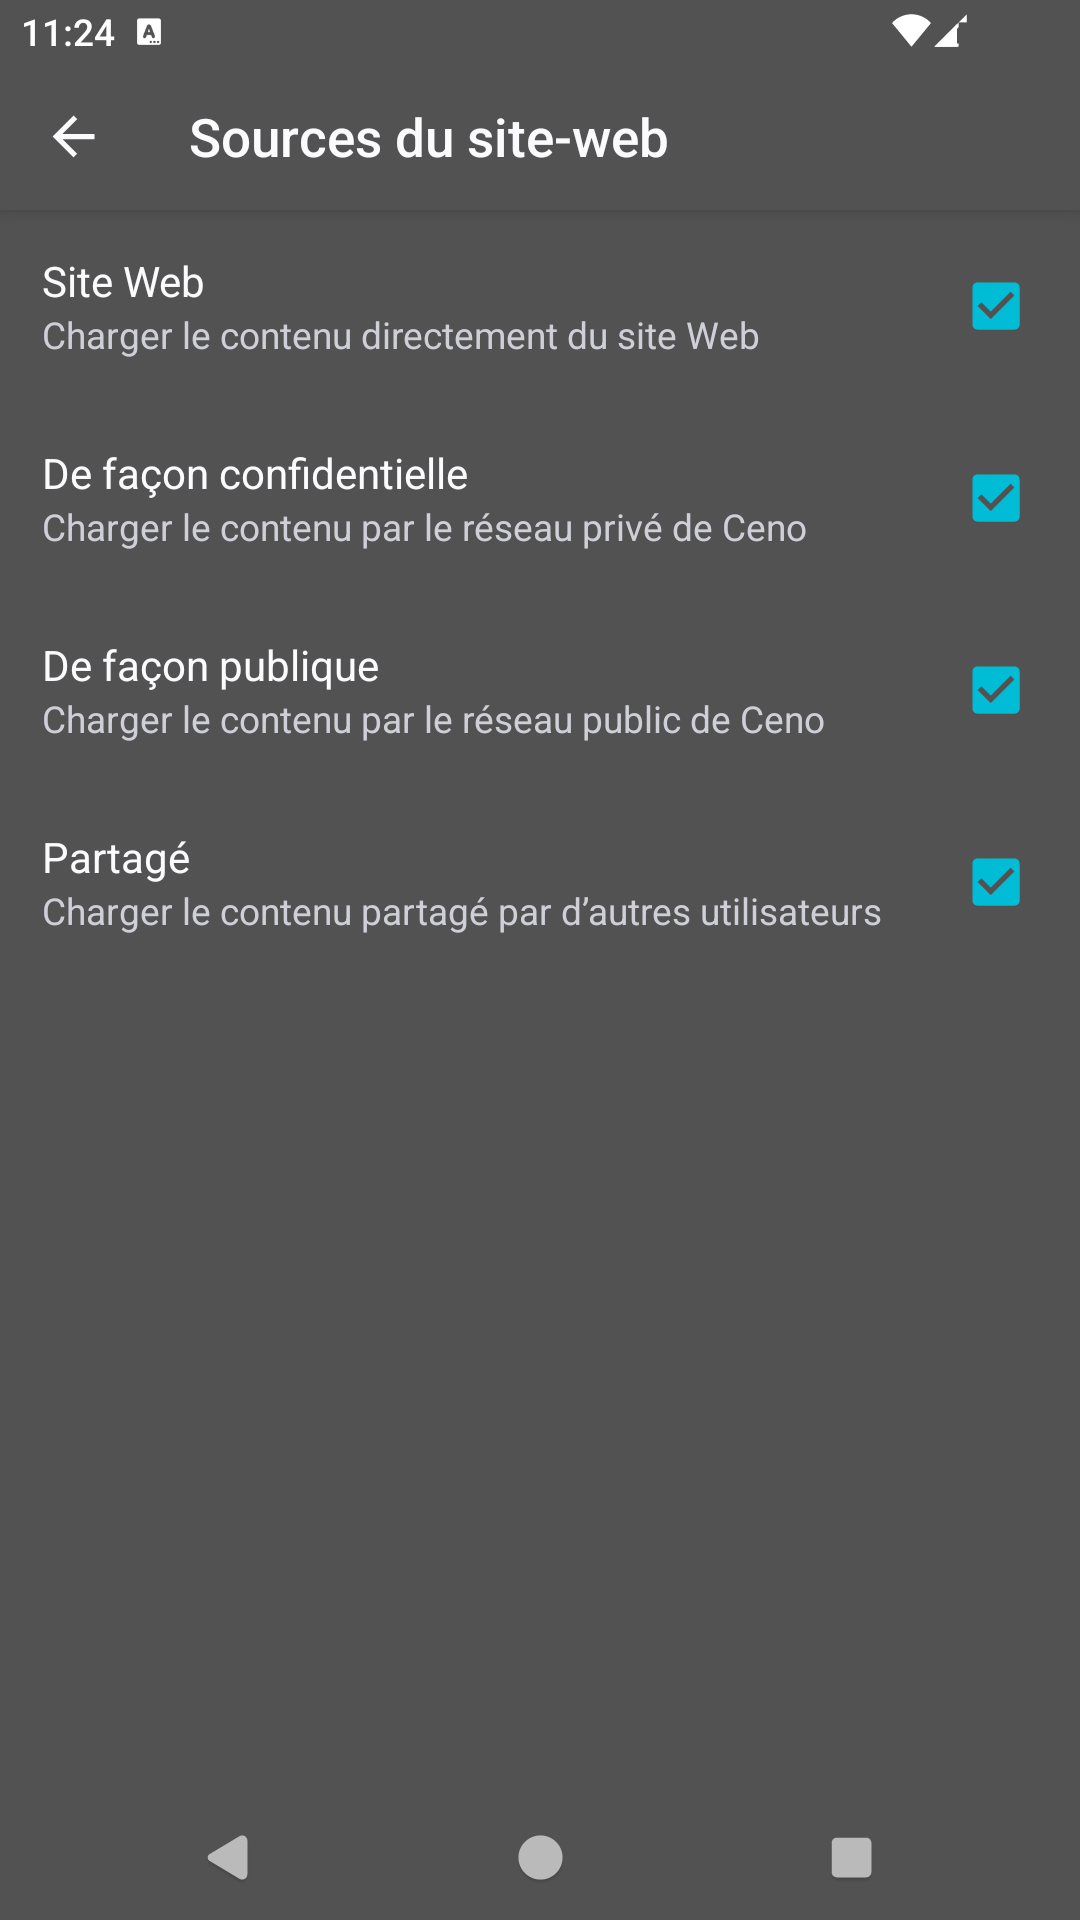 11:24
Sources du site-web
Site Web
Charger le contenu directement du site Web
De façon confidentielle
Charger le contenu par le réseau privé de Ceno
De façon publique
Charger le contenu par le réseau public de Ceno
Partagé
Charger le contenu partagé par d’autres utilisateurs